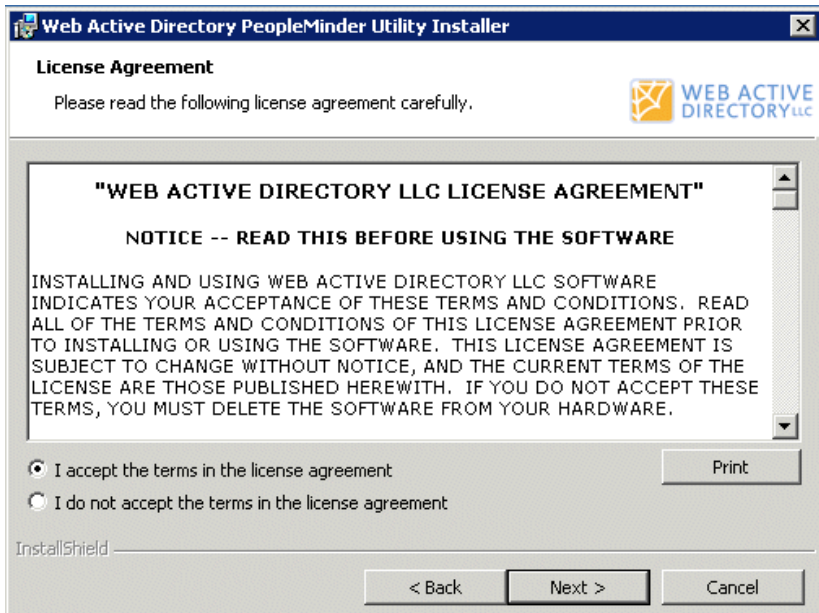 Web Active Directory PeopleMinder Utility Installer
License Agreement
Please read the following license agreement carefully.
WEB ACTIVE
DIRECTORY LLC
"WEB ACTIVE DIRECTORY LLC LICENSE AGREEMENT"
NOTICE -- READ THIS BEFORE USING THE SOFTWARE
INSTALLING AND USING WEB ACTIVE DIRECTORY LLC SOFTWARE
INDICATES YOUR ACCEPTANCE OF THESE TERMS AND CONDITIONS.  READ
ALL OF THE TERMS AND CONDITIONS OF THIS LICENSE AGREEMENT PRIOR
TO INSTALLING OR USING THE SOFTWARE.  THIS LICENSE AGREEMENT IS
SUBJECT TO CHANGE WITHOUT NOTICE, AND THE CURRENT TERMS OF THE
LICENSE ARE THOSE PUBLISHED HEREWITH.  IF YOU DO NOT ACCEPT THESE
TERMS, YOU MUST DELETE THE SOFTWARE FROM YOUR HARDWARE.
I accept the terms in the license agreement
Print
I do not accept the terms in the license agreement
InstallShield
< Back
Next >
Cancel